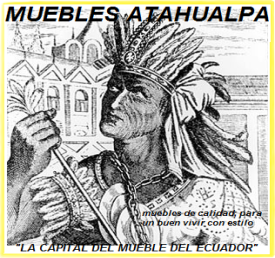 MUEBLES ATAHUALPA
muebles de calidad, para
un buen vivir con estilo
"LA CAPITAL DEL MUEBLE DEL ECUADOR"